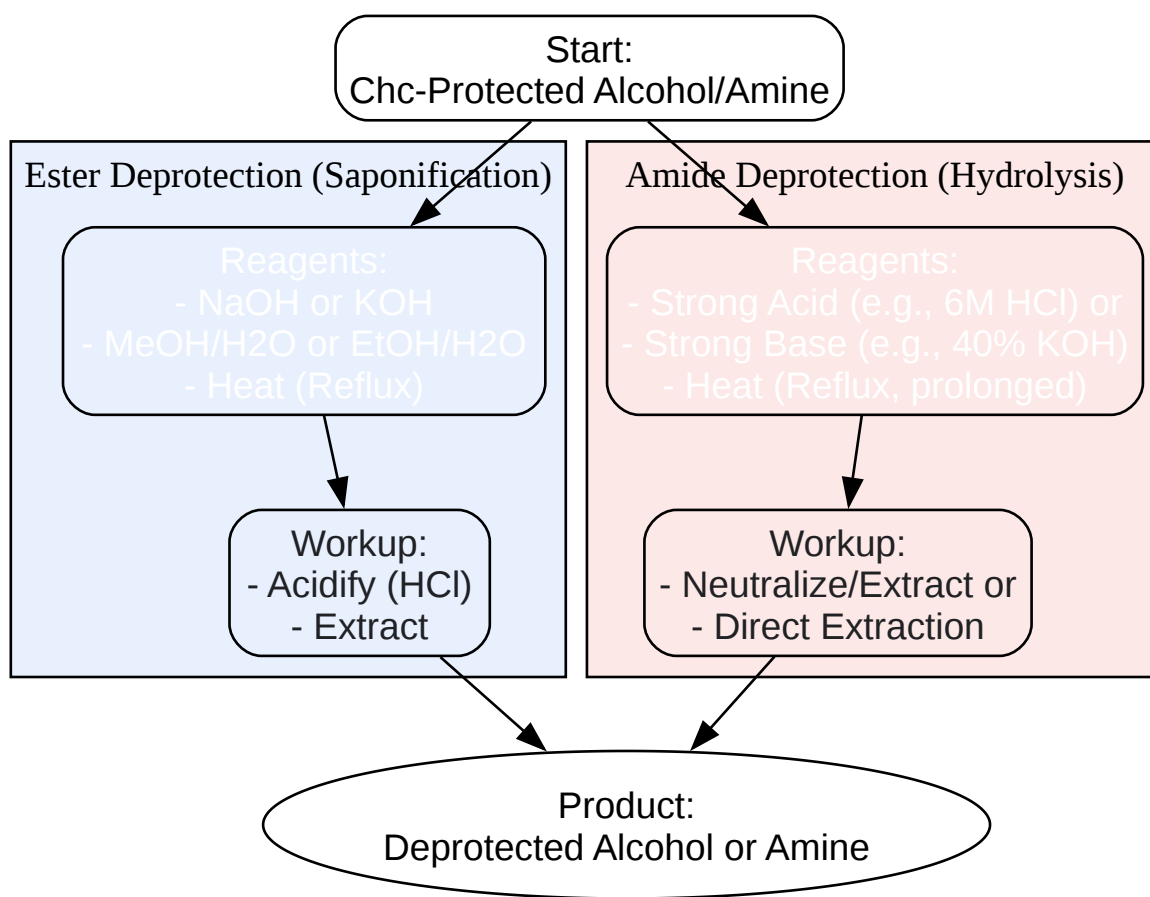 Start:
Chc-Protected Alcohol/Amine
Ester Deprotection (Saponification)
Reagents:
- NaOH or KOH
- MeOH/H2O or EtOH/H2O
- Heat (Reflux)
Workup:
- Acidify (HCl)
- Extract
Amide Deprotection (Hydrolysis)
Reagents:
- Strong Acid (e.g., 6M HCl) or
- Strong Base (e.g., 40% KOH)
- Heat (Reflux, prolonged)
Workup:
- Neutralize/Extract or
- Direct Extraction
Product:
Deprotected Alcohol or Amine